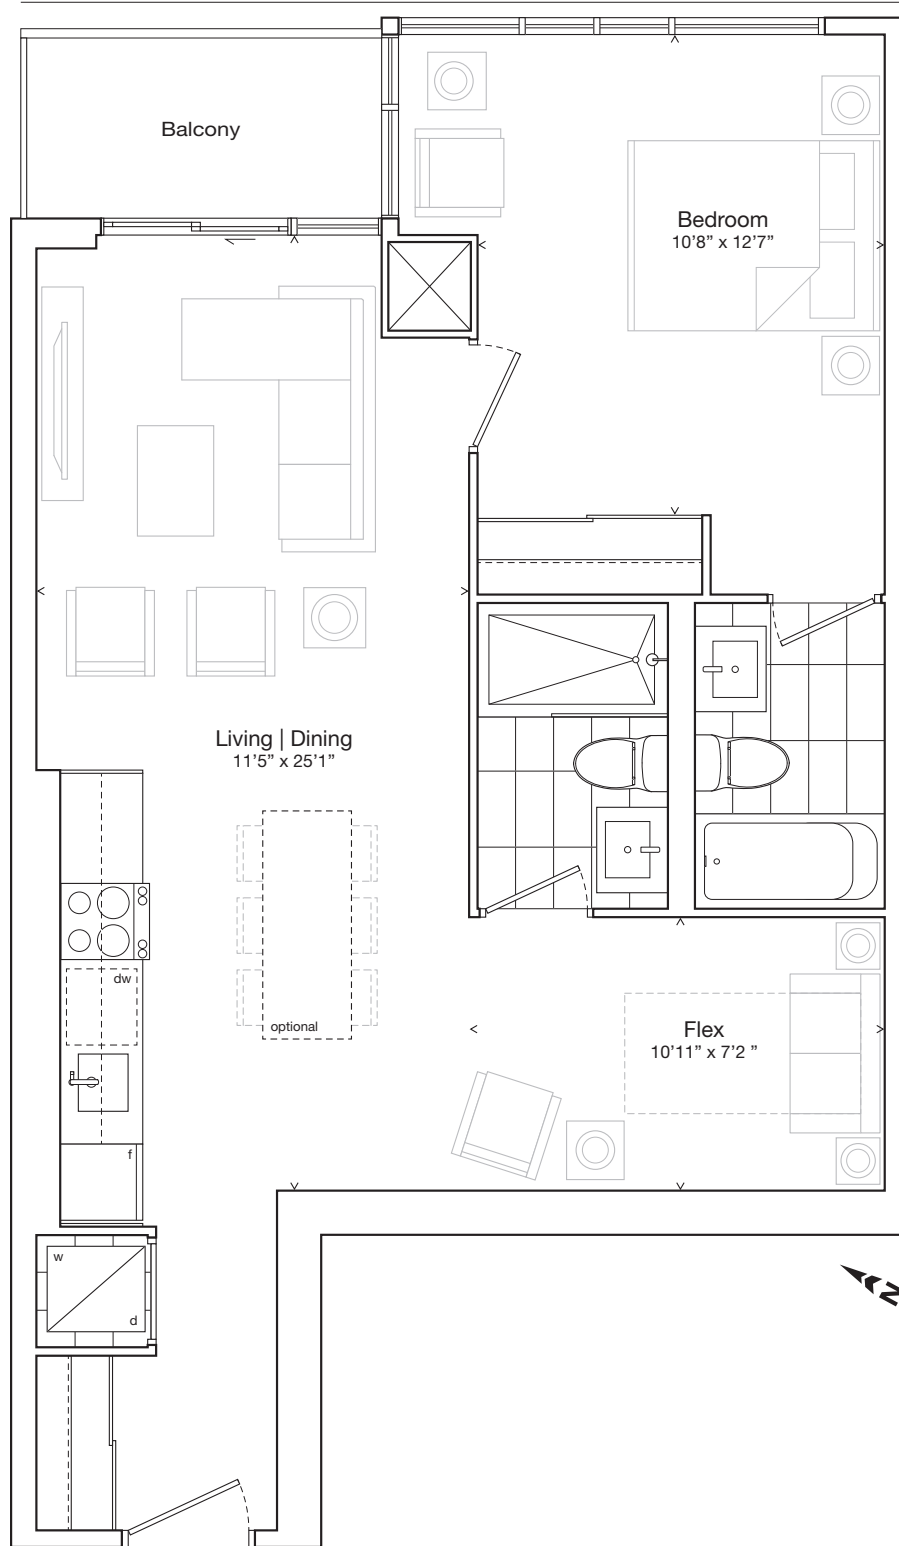 Balcony
Bedroom
10'8" x 12'7"
Living | Dining
11'5" x 25'1"
dw
optional
Flex
10'11" x 7'2 "
f
w
d
N